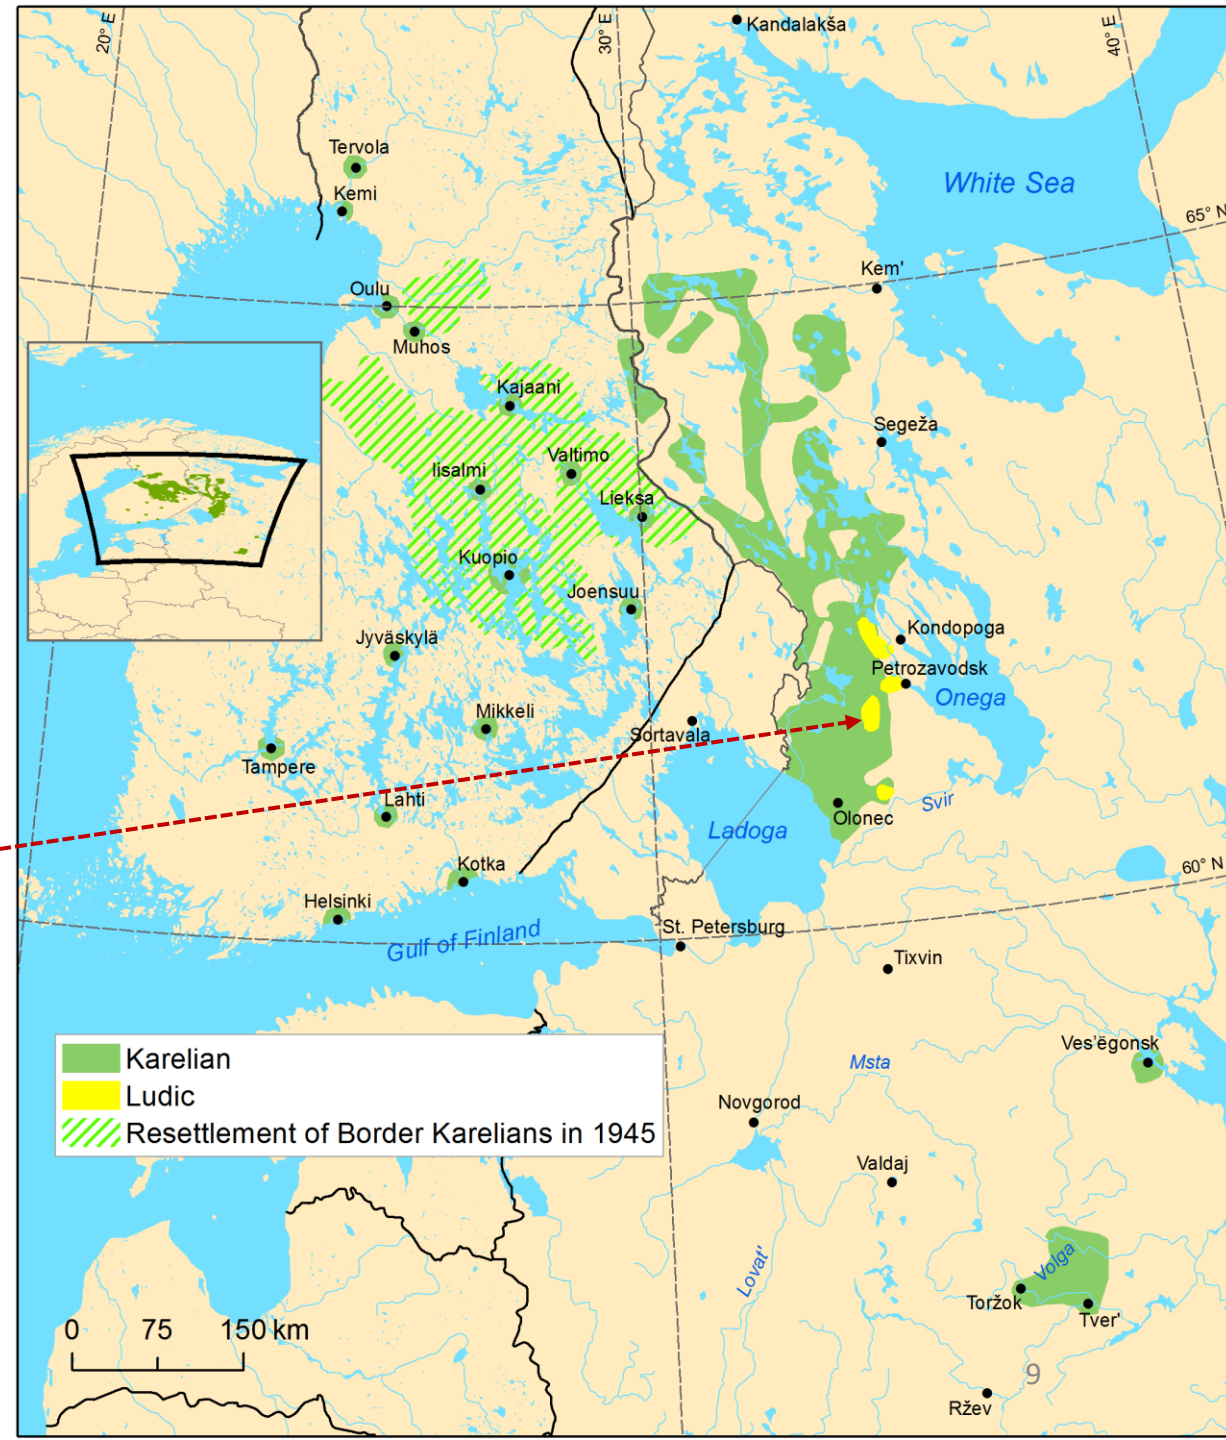 20° E
30° E
40° E
Kandalakša
Tervola
Kemi
White Sea
65° N
Kem'
Oulu
Muhos
Kajaani
Segeža
Valtimo
Iisalmi
Lieksa
Kuopio
Joensuu
Kondopoga
Jyväskylä
Petrozavodsk
Onega
Mikkeli
Sortavala
Tampere
Lahti
Svir
Olonec
Ladoga
Kotka
60° N
Helsinki
Gulf of Finland
St. Petersburg
Tixvin
Karelian
Ludic
Resettlement of Border Karelians in 1945
Ves'ëgonsk
Msta
Novgorod
Valdaj
Lovat'
Volga
Toržok
Tver'
0 75 150 km
9
Ržev